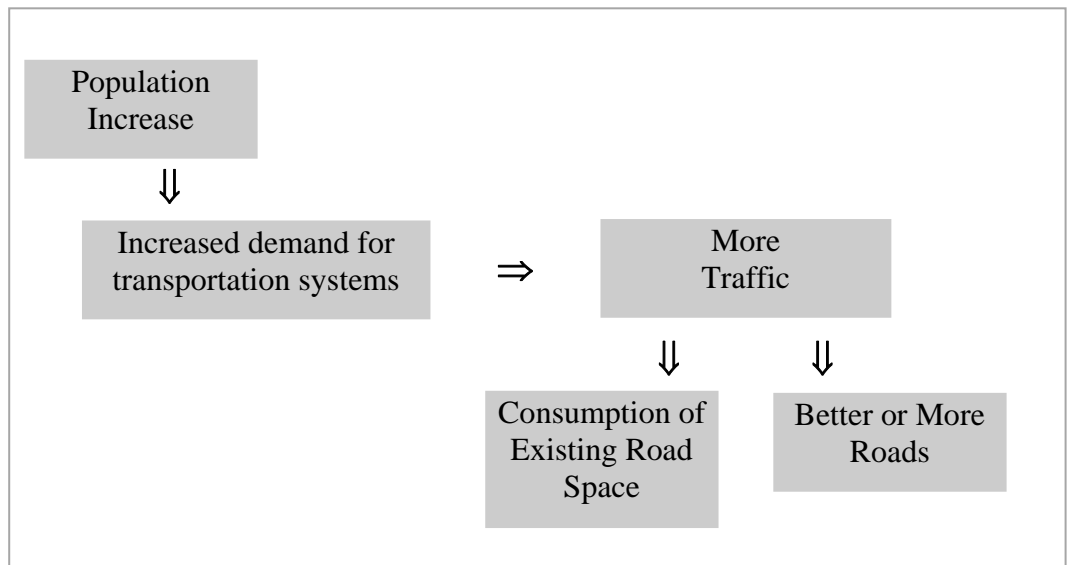 Population
Increase
⇓
Increased demand for
transportation systems
⇒
More
Traffic
⇓ ⇓
Consumption of
Existing Road
Space
Better or More
Roads